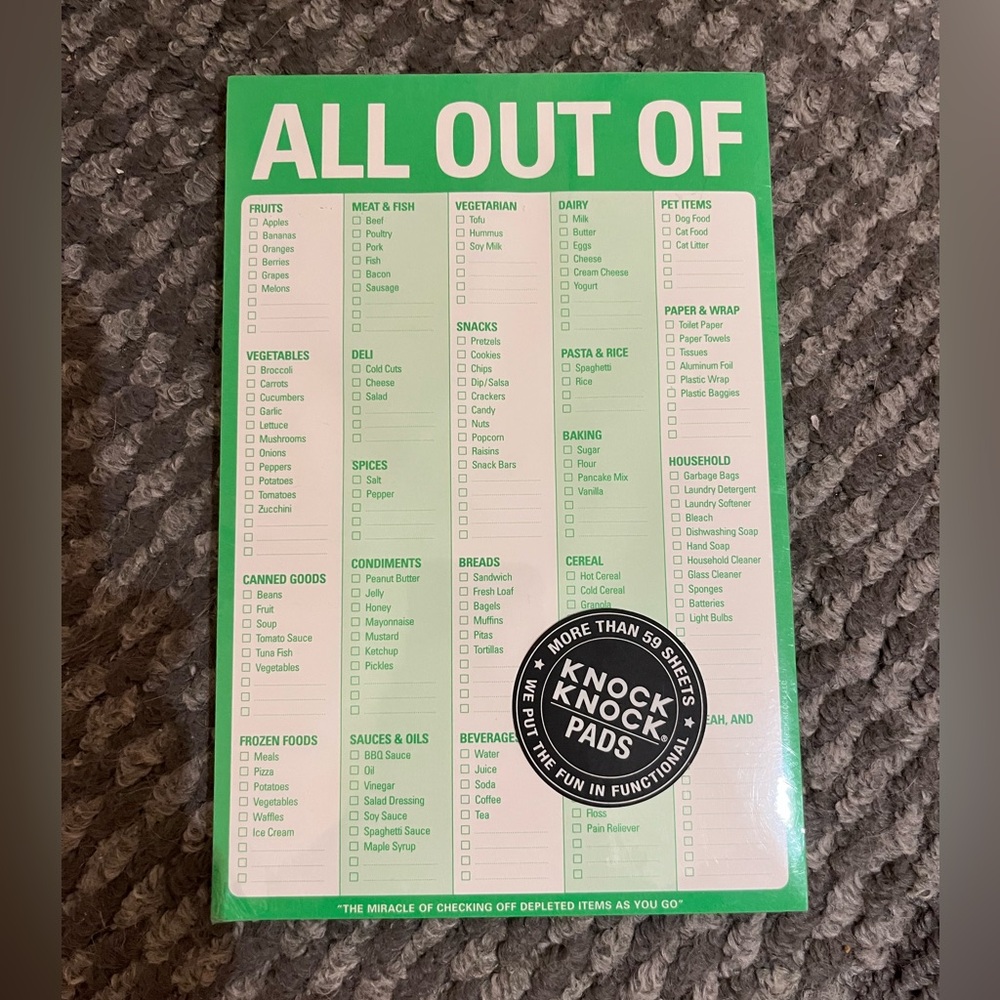 ALL OUT OF
FRUITS
Apples
Bananas
Oranges
Berries
Grapes
Melons
VEGETABLES
Broccoli
Carrots
Cucumbers
Garlic
Lettuce
Mushrooms
Onions
Peppers
Potatoes
Tomatoes
Zucchini
CANNED GOODS
Beans
Fruit
Soup
Tomato Sauce
Tuna Fish
Vegetables
FROZEN FOODS
Meals
Pizza
Potatoes
Vegetables
Waffles
Ice Cream
MEAT & FISH
Beef
Poultry
Pork
Fish
Bacon
Sausage
DELI
Cold Cuts
Cheese
Salad
SPICES
Salt
Pepper
CONDIMENTS
Peanut Butter
Jelly
Honey
Mayonnaise
Mustard
Ketchup
Pickles
SAUCES & OILS
BBQ Sauce
Oil
Vinegar
Salad Dressing
Soy Sauce
Spaghetti Sauce
Maple Syrup
VEGETARIAN
Tofu
Hummus
Soy Milk
SNACKS
Pretzels
Cookies
Chips
Dip/Salsa
Crackers
Candy
Nuts
Popcorn
Raisins
Snack Bars
BREADS
Sandwich
Fresh Loaf
Bagels
Muffins
Pitas
Tortillas
BEVERAGES
Water
Juice
Soda
Coffee
Tea
DAIRY
Milk
Butter
Eggs
Cheese
Cream Cheese
Yogurt
PASTA & RICE
Spaghetti
Rice
BAKING
Sugar
Flour
Pancake Mix
Vanilla
CEREAL
Hot Cereal
Cold Cereal
Granola
Floss
Pain Reliever
PET ITEMS
Dog Food
Cat Food
Cat Litter
PAPER & WRAP
Toilet Paper
Paper Towels
Tissues
Aluminum Foil
Plastic Wrap
Plastic Baggies
HOUSEHOLD
Garbage Bags
Laundry Detergent
Laundry Softener
Bleach
Dishwashing Soap
Hand Soap
Household Cleaner
Glass Cleaner
Sponges
Batteries
Light Bulbs
EAH, AND
MORE THAN 59 SHEETS
KNOCK
KNOCK®
PADS
WE PUT THE FUN IN FUNCTIONAL
"THE MIRACLE OF CHECKING OFF DEPLETED ITEMS AS YOU GO"